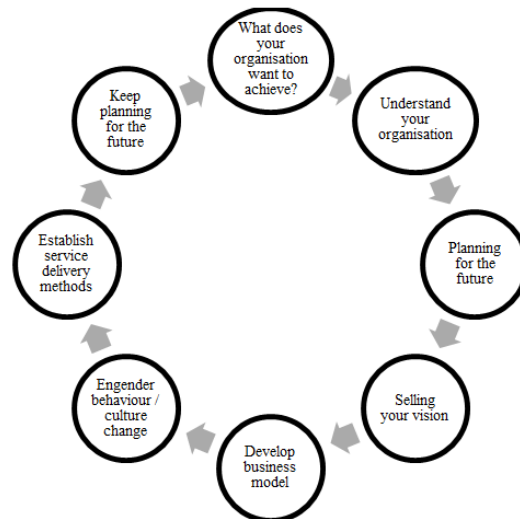 What does
your
organisation
want to
achieve?
Understand
your
organisation
Planning
for the
future
Selling
your vision
Develop
business
model
Engender
behaviour /
culture
change
Establish
service
delivery
methods
Keep
planning
for the
future